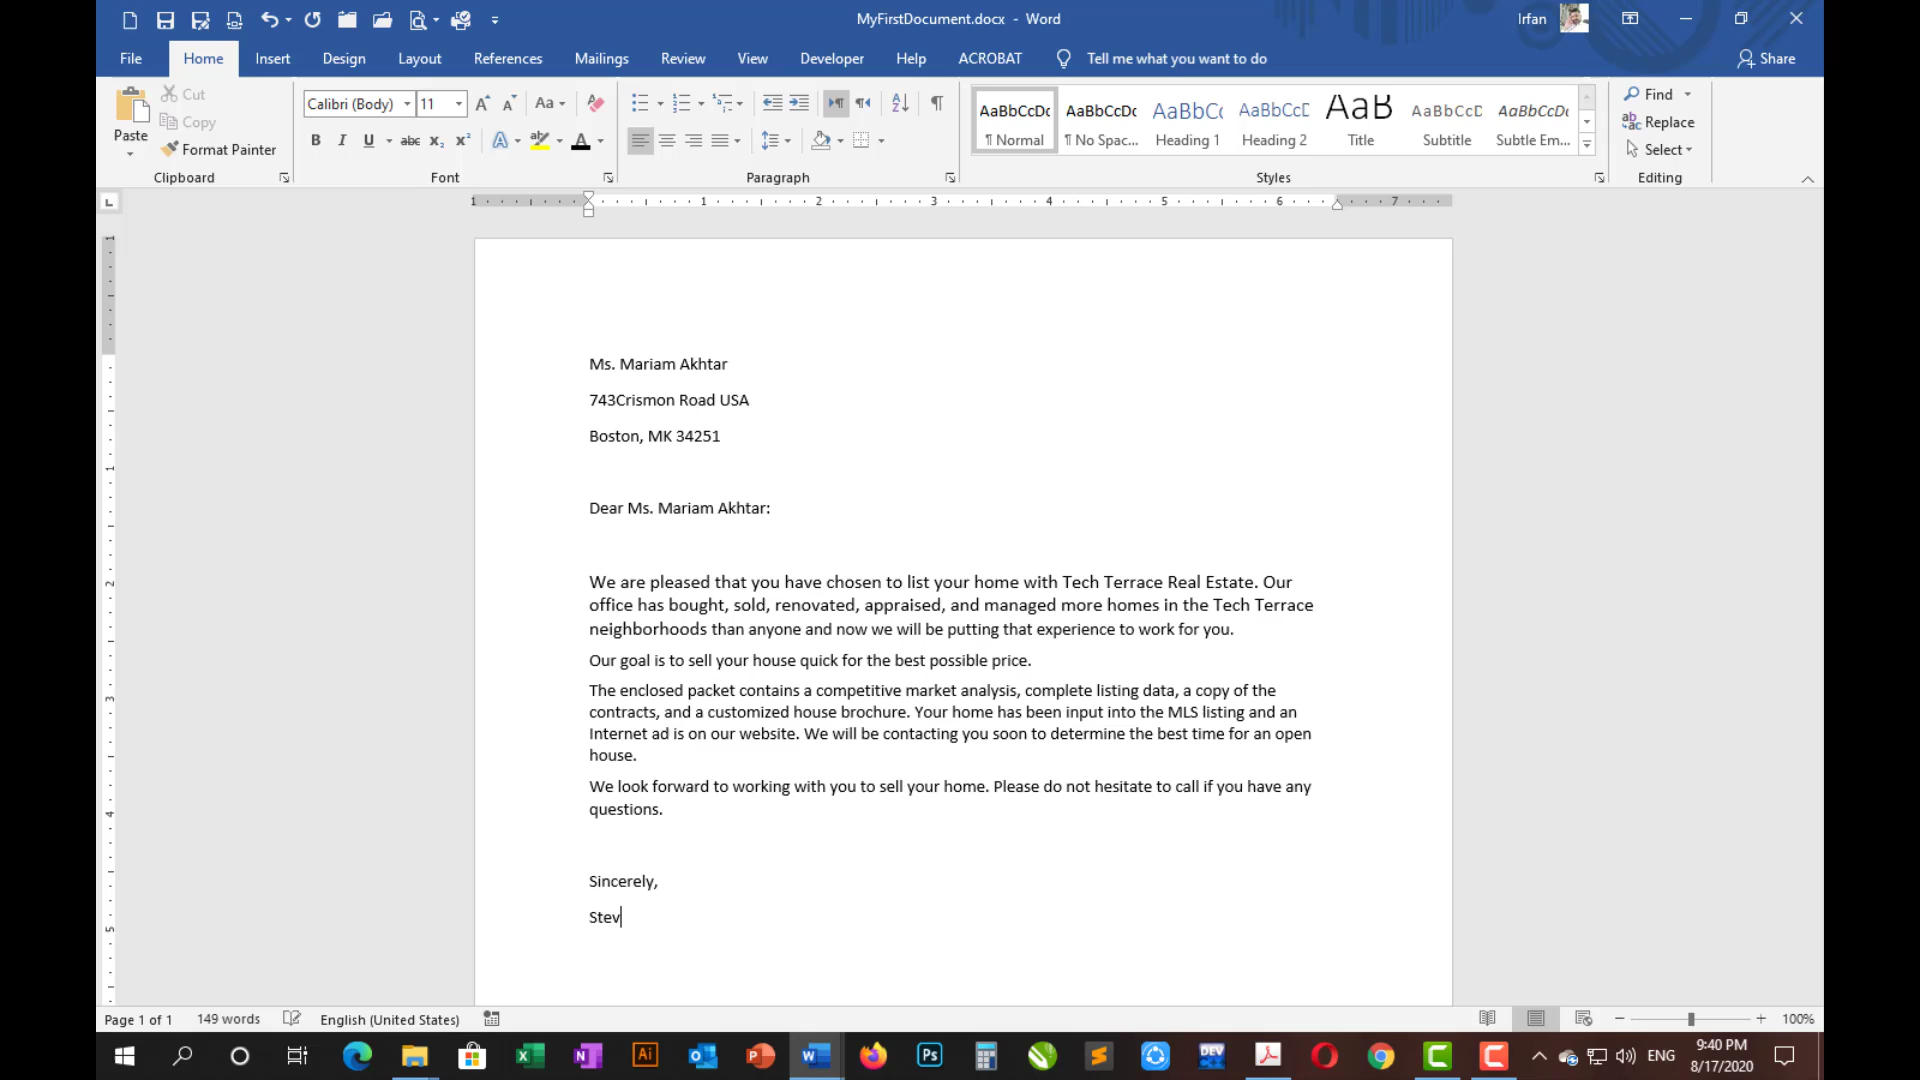 MyFirstDocument.docx - Word
Irfan
File Home Insert Design Layout References Mailings Review View Developer Help ACROBAT Tell me what you want to do Share
Paste
Cut
Copy
Format Painter
Clipboard
Calibri (Body) 11
Font
Paragraph
AaBbCcDc AaBbCcDc AaBbCc AaBbCcD AaB AaBbCcD AaBbCcDc
¶ Normal ¶ No Spac... Heading 1 Heading 2 Title Subtitle Subtle Em...
Styles
Find
Replace
Select
Editing
1 1 2 3 4 5 6 7
Ms. Mariam Akhtar
743Crismon Road USA
Boston, MK 34251
Dear Ms. Mariam Akhtar:
We are pleased that you have chosen to list your home with Tech Terrace Real Estate. Our
office has bought, sold, renovated, appraised, and managed more homes in the Tech Terrace
neighborhoods than anyone and now we will be putting that experience to work for you.
Our goal is to sell your house quick for the best possible price.
The enclosed packet contains a competitive market analysis, complete listing data, a copy of the
contracts, and a customized house brochure. Your home has been input into the MLS listing and an
Internet ad is on our website. We will be contacting you soon to determine the best time for an open
house.
We look forward to working with you to sell your home. Please do not hesitate to call if you have any
questions.
Sincerely,
Stev
Page 1 of 1 149 words English (United States) 100%
ENG
9:40 PM
8/17/2020